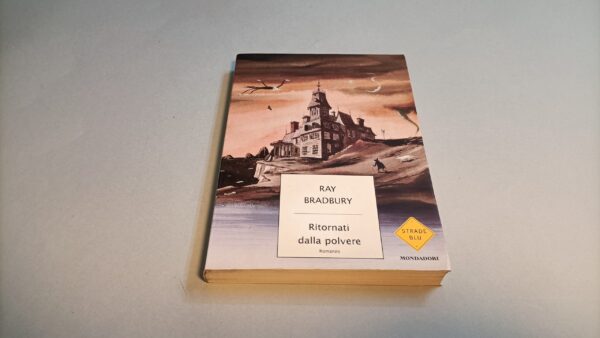 RAY
BRADBURY
Ritornati
dalla polvere
Romanzo
STRADE
BLU
MONDADORI